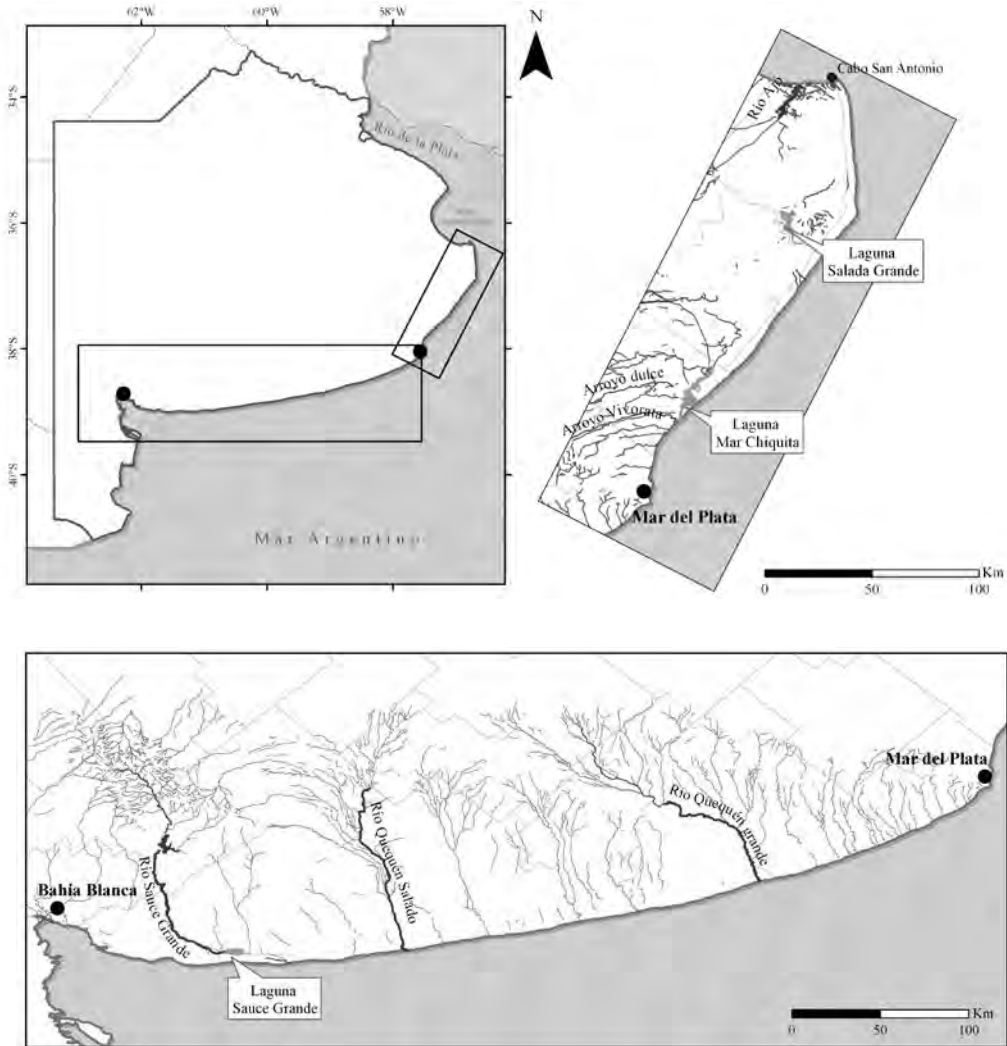 62°W
60°W
58°W
34°S
36°S
38°S
40°S
Río de la Plata
Mar Argentino
N
Cabo San Antonio
Río Ajó
Laguna
Salada Grande
Arroyo dulce
Arroyo Vivoratá
Laguna
Mar Chiquita
Mar del Plata
Km
0
50
100
Mar del Plata
Río Quequén grande
Río Quequén Salado
Bahía Blanca
Río Sauce Grande
Laguna
Sauce Grande
Km
0
50
100